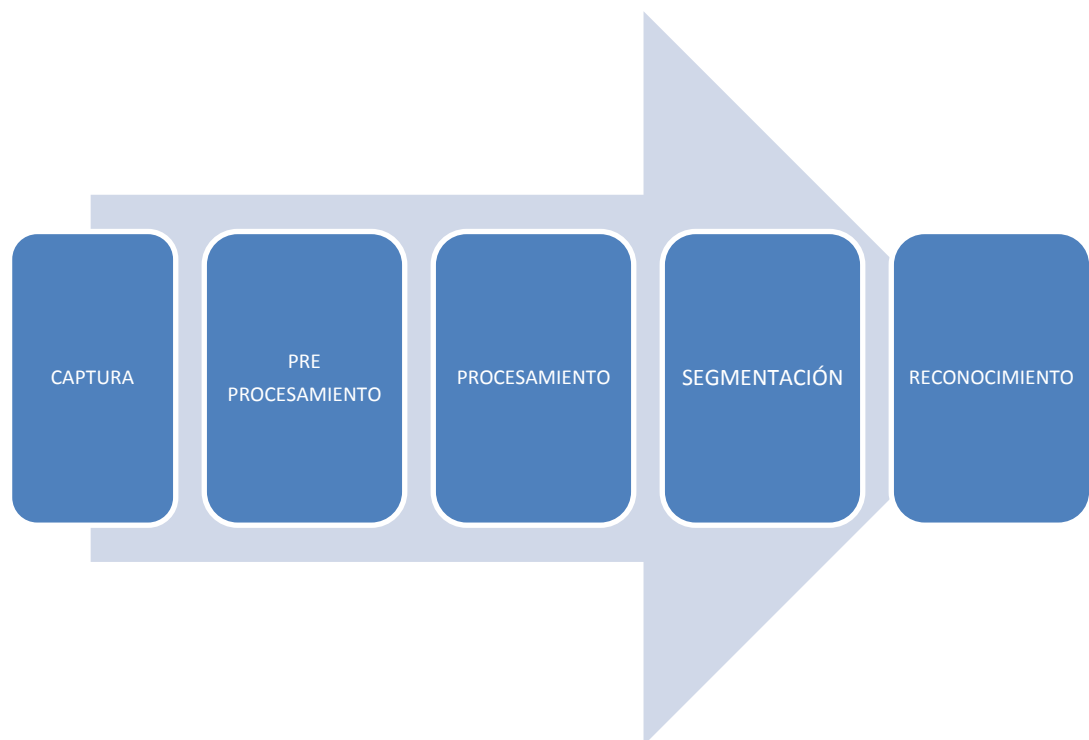 CAPTURA
PRE
PROCESAMIENTO
PROCESAMIENTO
SEGMENTACIÓN
RECONOCIMIENTO